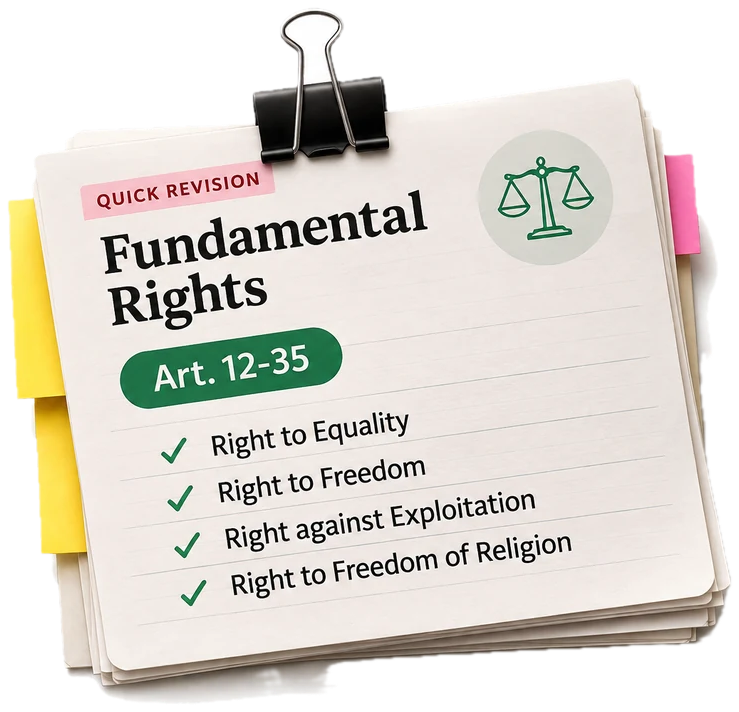 QUICK REVISION
Fundamental
Rights
Art. 12-35
Right to Equality
Right to Freedom
Right against Exploitation
Right to Freedom of Religion